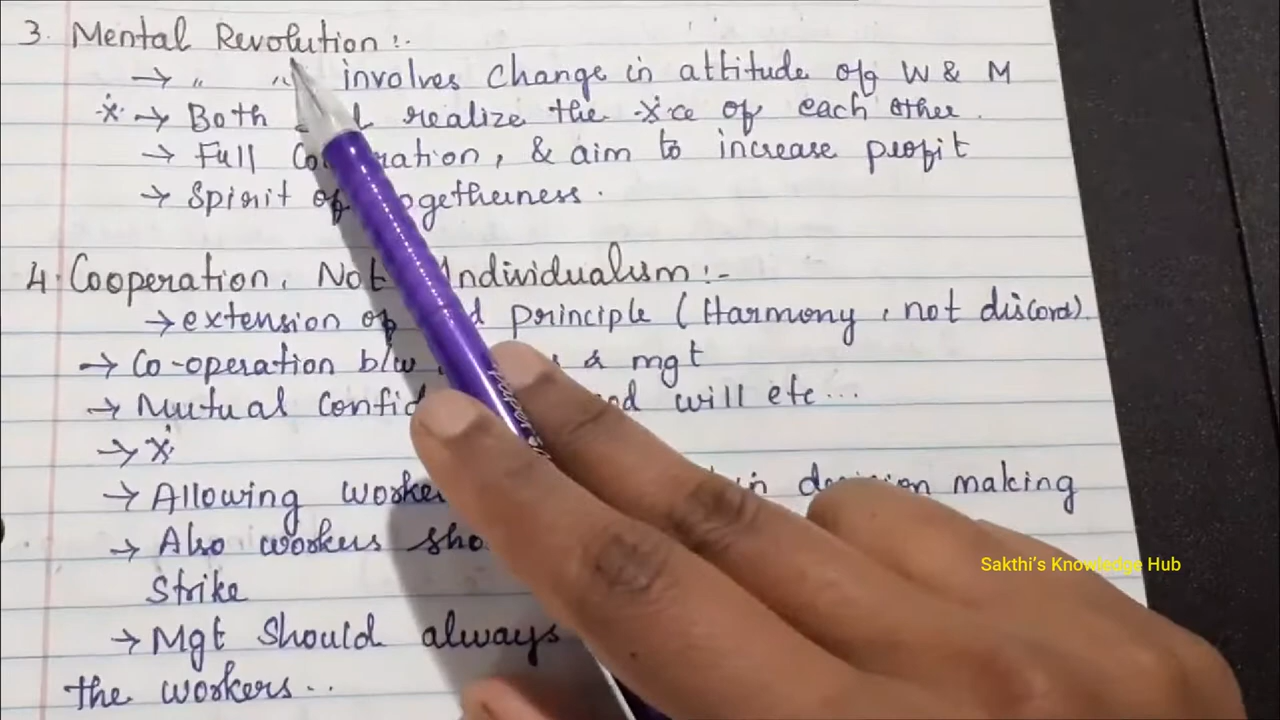 3. Mental Revolution :-
→ " " involves Change in attitude of W & M
* → Both realize the *ce of each other.
→ Full , & aim to increase profit
→ Spirit of
4. Cooperation, Not Individualism :-
→ extension of principle (Harmony, not discord).
→ Co-operation b/w & mgt
→ Mutual will etc...
→ *
→ Allowing in making
→ Also workers
Strike
→ Mgt should always
the workers..
Sakthi's Knowledge Hub